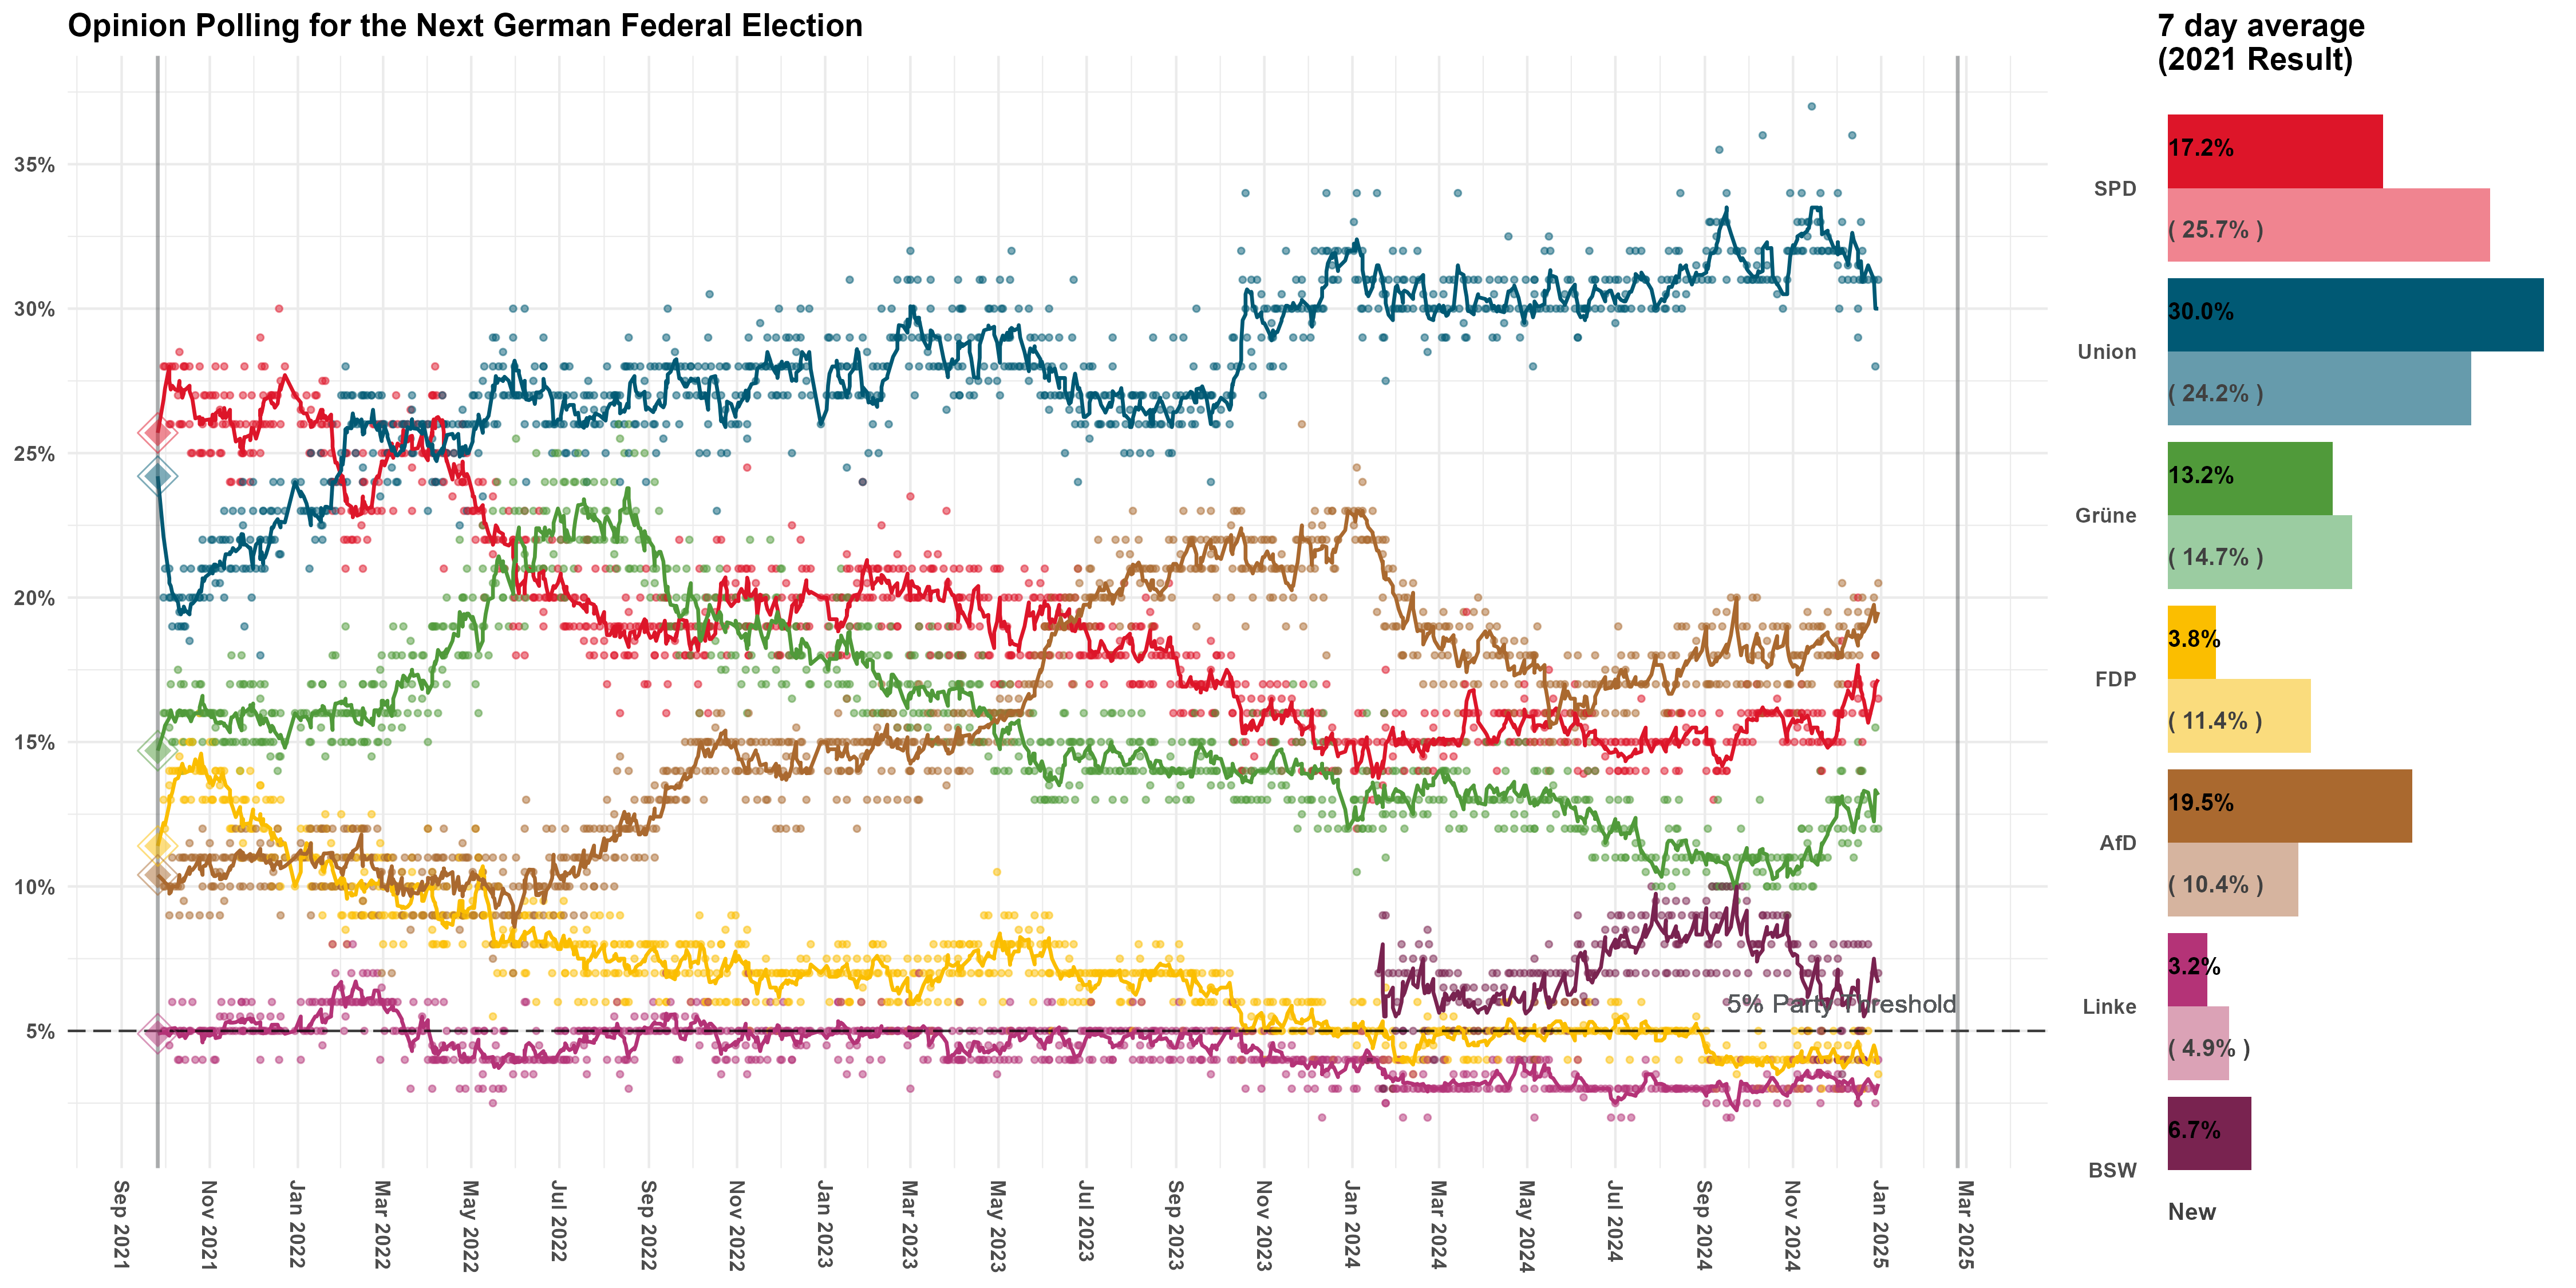 Opinion Polling for the Next German Federal Election
7 day average
(2021 Result)
35%
30%
25%
20%
15%
10%
5%
5% Party Threshold
Sep 2021
Nov 2021
Jan 2022
Mar 2022
May 2022
Jul 2022
Sep 2022
Nov 2022
Jan 2023
Mar 2023
May 2023
Jul 2023
Sep 2023
Nov 2023
Jan 2024
Mar 2024
May 2024
Jul 2024
Sep 2024
Nov 2024
Jan 2025
Mar 2025
17.2%
SPD
( 25.7% )
30.0%
Union
( 24.2% )
13.2%
Grüne
( 14.7% )
3.8%
FDP
( 11.4% )
19.5%
AfD
( 10.4% )
3.2%
Linke
( 4.9% )
6.7%
BSW
New